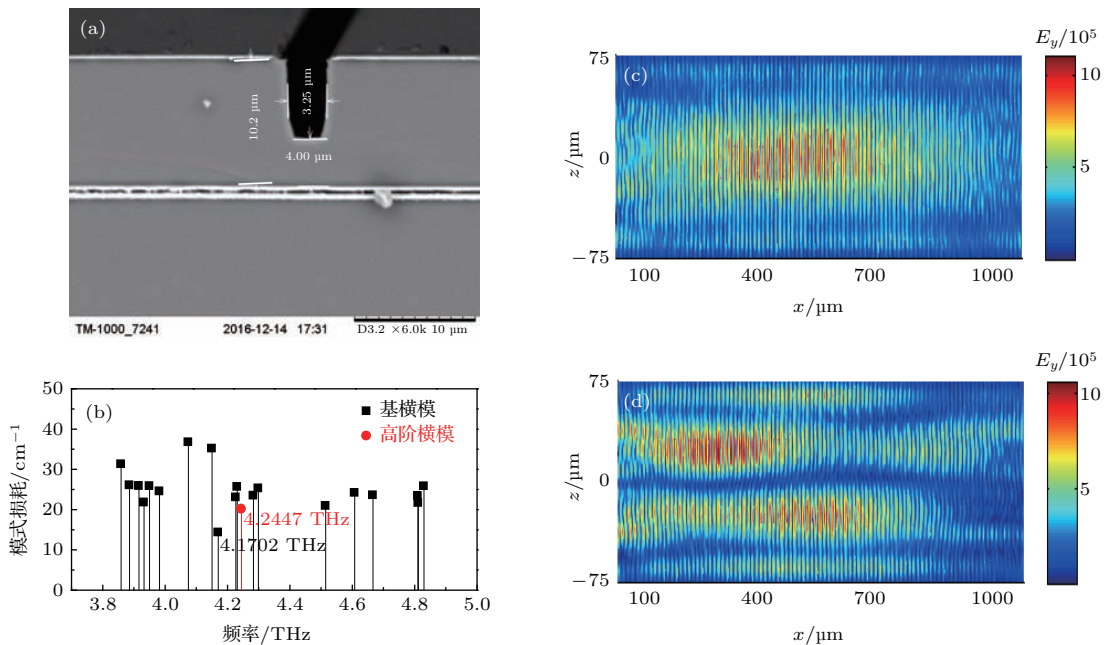 (a)
10.2 μm
3.25 μm
4.00 μm
TM-1000_7241
2016-12-14
17:31
D3.2 ×6.0k 10 μm
(b)
模式损耗/cm⁻¹
50
40
30
20
10
0
基横模
高阶横模
4.2447 THz
4.1702 THz
3.8 4.0 4.2 4.4 4.6 4.8 5.0
频率/THz
(c)
Ey/10⁵
10
5
75
0
−75
z/μm
100 400 700 1000
x/μm
(d)
Ey/10⁵
10
5
0
75
0
−75
z/μm
100 400 700 1000
x/μm